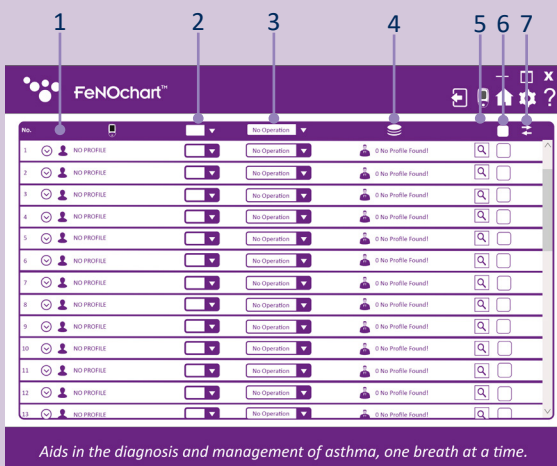 1 2 3 4 5 6 7
X
FeNOchart™
?
No. No Operation
1 NO PROFILE No Operation 0 No Profile Found!
2 NO PROFILE No Operation 0 No Profile Found!
3 NO PROFILE No Operation 0 No Profile Found!
4 NO PROFILE No Operation 0 No Profile Found!
5 NO PROFILE No Operation 0 No Profile Found!
6 NO PROFILE No Operation 0 No Profile Found!
7 NO PROFILE No Operation 0 No Profile Found!
8 NO PROFILE No Operation 0 No Profile Found!
9 NO PROFILE No Operation 0 No Profile Found!
10 NO PROFILE No Operation 0 No Profile Found!
11 NO PROFILE No Operation 0 No Profile Found!
12 NO PROFILE No Operation 0 No Profile Found!
13 NO PROFILE No Operation 0 No Profile Found!
Aids in the diagnosis and management of asthma, one breath at a time.